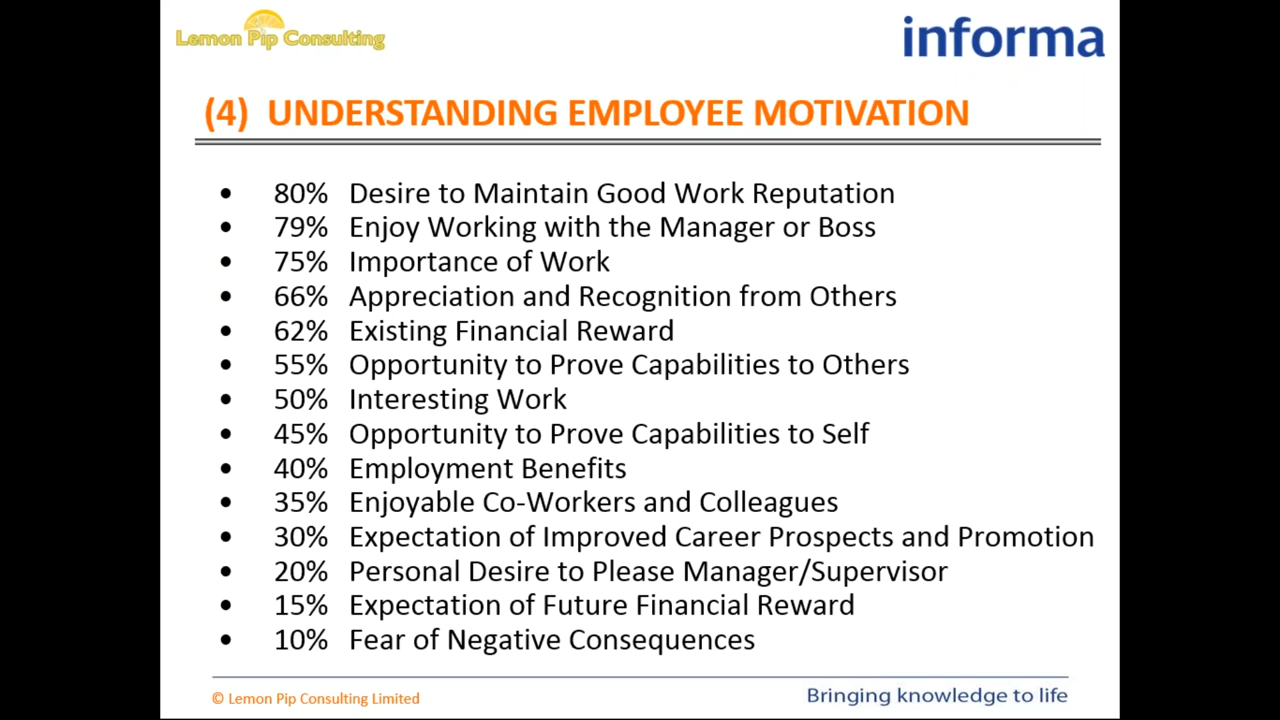 Lemon Pip Consulting
informa
(4) UNDERSTANDING EMPLOYEE MOTIVATION
• 80% Desire to Maintain Good Work Reputation
• 79% Enjoy Working with the Manager or Boss
• 75% Importance of Work
• 66% Appreciation and Recognition from Others
• 62% Existing Financial Reward
• 55% Opportunity to Prove Capabilities to Others
• 50% Interesting Work
• 45% Opportunity to Prove Capabilities to Self
• 40% Employment Benefits
• 35% Enjoyable Co-Workers and Colleagues
• 30% Expectation of Improved Career Prospects and Promotion
• 20% Personal Desire to Please Manager/Supervisor
• 15% Expectation of Future Financial Reward
• 10% Fear of Negative Consequences
© Lemon Pip Consulting Limited
Bringing knowledge to life